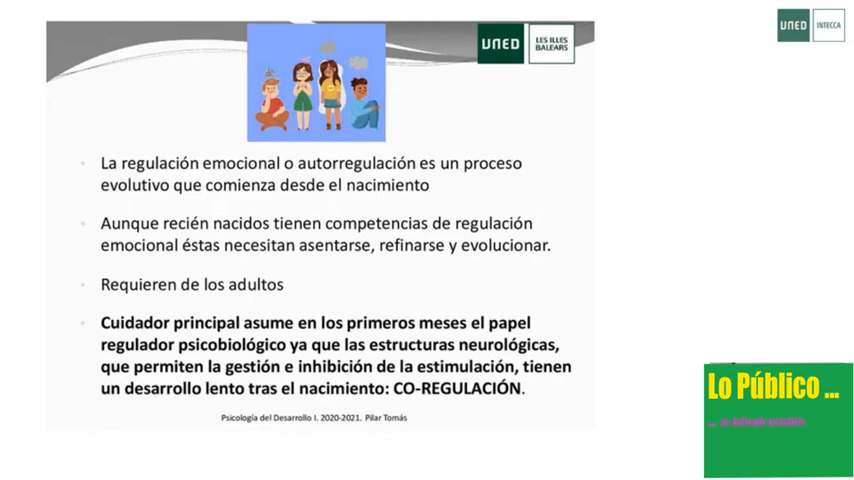 UNED
LES ILLES
BALEARS
UNED
INTECCA
La regulación emocional o autorregulación es un proceso
evolutivo que comienza desde el nacimiento
Aunque recién nacidos tienen competencias de regulación
emocional éstas necesitan asentarse, refinarse y evolucionar.
Requieren de los adultos
Cuidador principal asume en los primeros meses el papel
regulador psicobiológico ya que las estructuras neurológicas,
que permiten la gestión e inhibición de la estimulación, tienen
un desarrollo lento tras el nacimiento: CO-REGULACIÓN.
Psicología del Desarrollo I. 2020-2021. Pilar Tomás
Lo Público ...